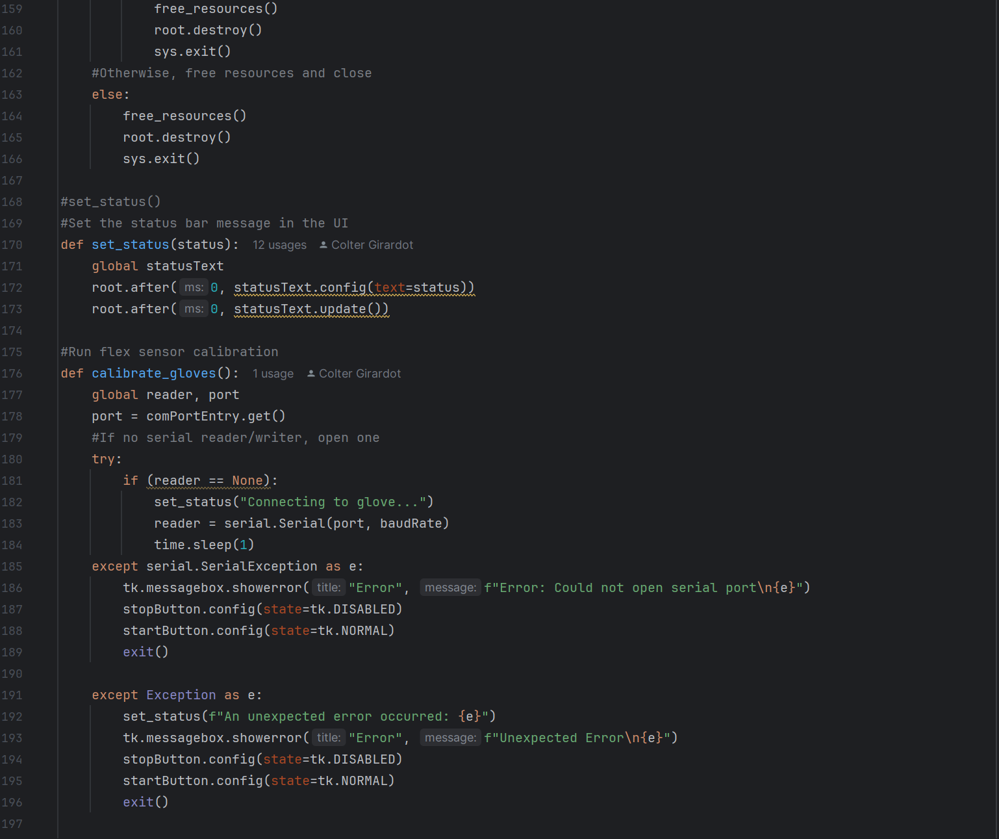 159 free_resources()
160 root.destroy()
161 sys.exit()
162 #Otherwise, free resources and close
163 else:
164 free_resources()
165 root.destroy()
166 sys.exit()
167
168 #set_status()
169 #Set the status bar message in the UI
170 def set_status(status): 12 usages Colter Girardot
171 global statusText
172 root.after( ms: 0, statusText.config(text=status))
173 root.after( ms: 0, statusText.update())
174
175 #Run flex sensor calibration
176 def calibrate_gloves(): 1 usage Colter Girardot
177 global reader, port
178 port = comPortEntry.get()
179 #If no serial reader/writer, open one
180 try:
181 if (reader == None):
182 set_status("Connecting to glove...")
183 reader = serial.Serial(port, baudRate)
184 time.sleep(1)
185 except serial.SerialException as e:
186 tk.messagebox.showerror( title: "Error", message: f"Error: Could not open serial port\n{e}")
187 stopButton.config(state=tk.DISABLED)
188 startButton.config(state=tk.NORMAL)
189 exit()
190
191 except Exception as e:
192 set_status(f"An unexpected error occurred: {e}")
193 tk.messagebox.showerror( title: "Error", message: f"Unexpected Error\n{e}")
194 stopButton.config(state=tk.DISABLED)
195 startButton.config(state=tk.NORMAL)
196 exit()
197